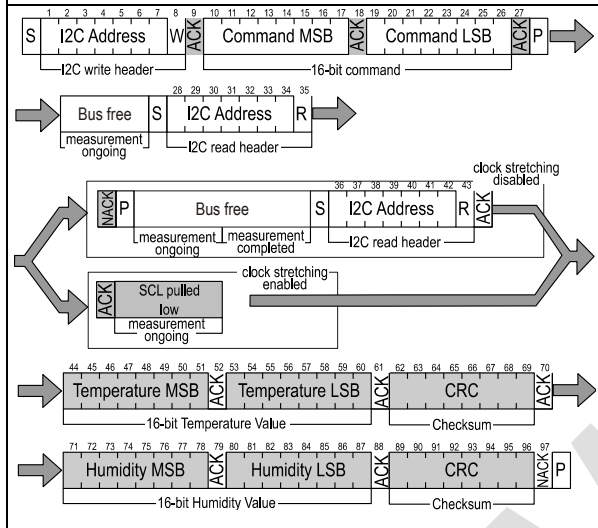 1 2 3 4 5 6 7 8 9 10 11 12 13 14 15 16 17 18 19 20 21 22 23 24 25 26 27
S I2C Address W ACK Command MSB ACK Command LSB ACK P
I2C write header 16-bit command
28 29 30 31 32 33 34 35
Bus free S I2C Address R
measurement ongoing I2C read header
clock stretching disabled
36 37 38 39 40 41 42 43
NACK P Bus free S I2C Address R ACK
measurement ongoing measurement completed I2C read header
clock stretching enabled
ACK SCL pulled low
measurement ongoing
44 45 46 47 48 49 50 51 52 53 54 55 56 57 58 59 60 61 62 63 64 65 66 67 68 69 70
Temperature MSB ACK Temperature LSB ACK CRC ACK
16-bit Temperature Value Checksum
71 72 73 74 75 76 77 78 79 80 81 82 83 84 85 86 87 88 89 90 91 92 93 94 95 96 97
Humidity MSB ACK Humidity LSB ACK CRC NACK P
16-bit Humidity Value Checksum